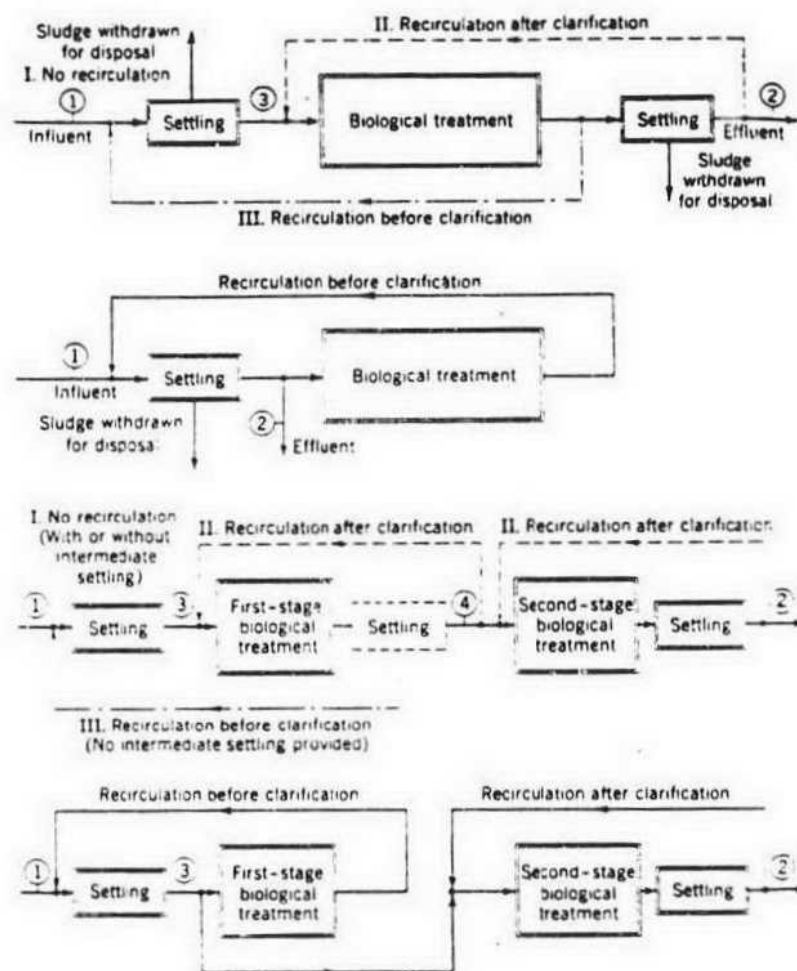 Sludge withdrawn
for disposal
I. No recirculation
II. Recirculation after clarification
①
③
②
Influent
Settling
Biological treatment
Settling
Effluent
Sludge
withdrawn
for disposal
III. Recirculation before clarification
Recirculation before clarification
①
Influent
Settling
Biological treatment
Sludge withdrawn
for disposal
②
Effluent
I. No recirculation
(With or without
intermediate
settling)
II. Recirculation after clarification
II. Recirculation after clarification
①
③
④
②
Settling
First-stage
biological
treatment
Settling
Second-stage
biological
treatment
Settling
III. Recirculation before clarification
(No intermediate settling provided)
Recirculation before clarification
Recirculation after clarification
①
③
②
Settling
First-stage
biological
treatment
Second-stage
biological
treatment
Settling